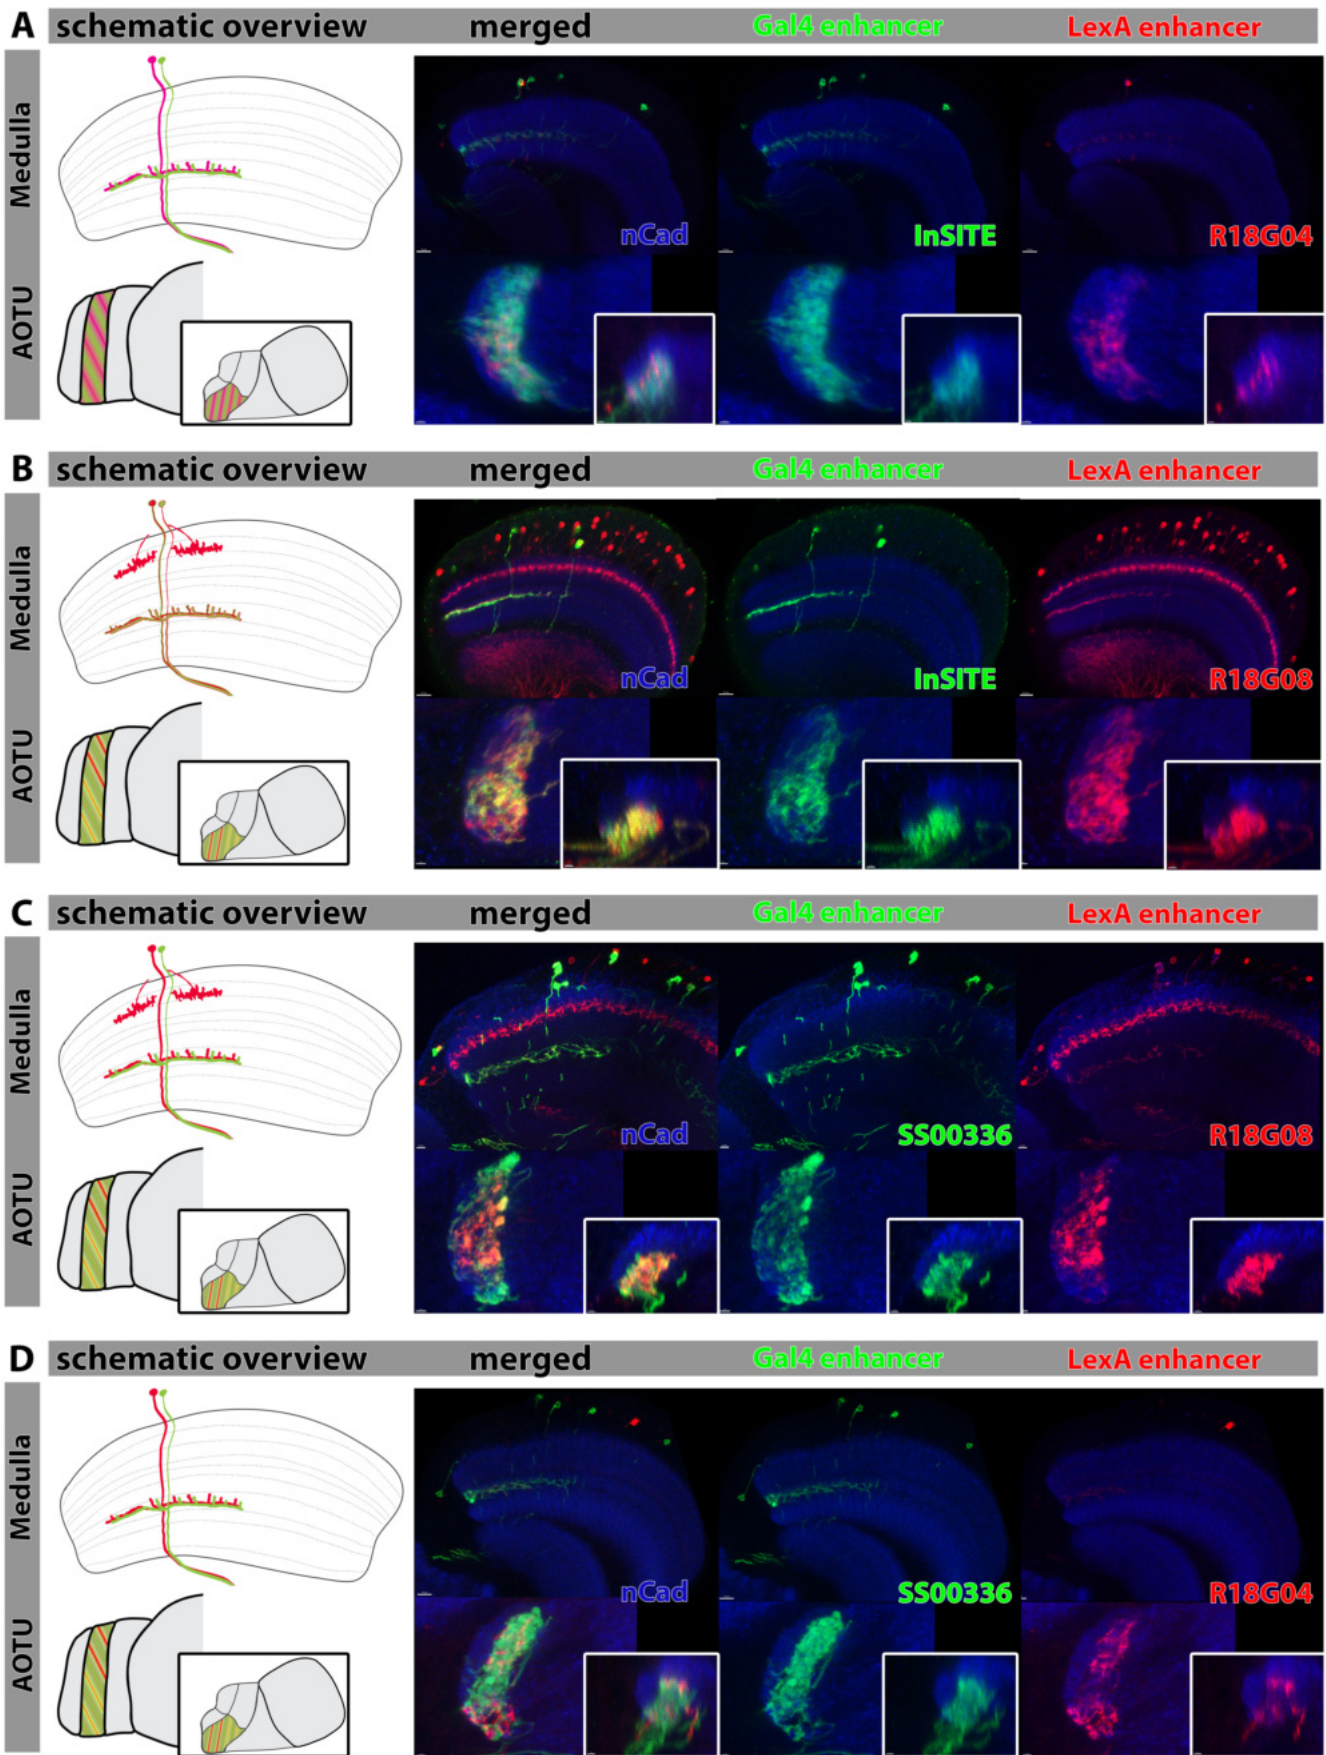 A schematic overview merged Gal4 enhancer LexA enhancer
Medulla
nCad InSITE R18G04
AOTU
B schematic overview merged Gal4 enhancer LexA enhancer
Medulla
nCad InSITE R18G08
AOTU
C schematic overview merged Gal4 enhancer LexA enhancer
Medulla
nCad SS00336 R18G08
AOTU
D schematic overview merged Gal4 enhancer LexA enhancer
Medulla
nCad SS00336 R18G04
AOTU